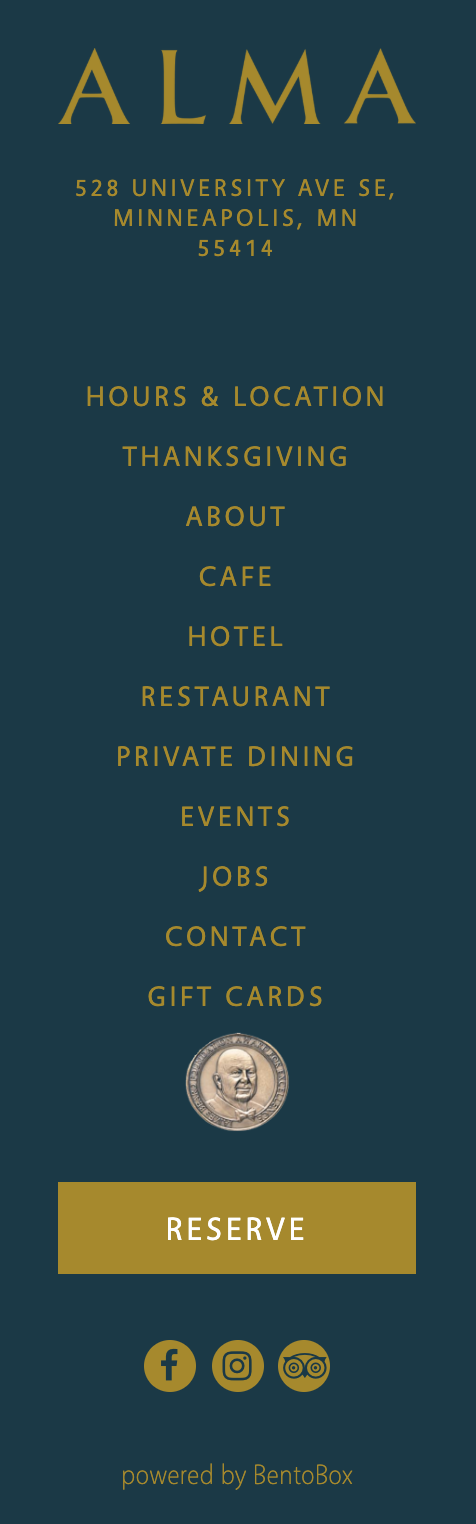 ALMA
528 UNIVERSITY AVE SE,
MINNEAPOLIS, MN
55414
HOURS & LOCATION
THANKSGIVING
ABOUT
CAFE
HOTEL
RESTAURANT
PRIVATE DINING
EVENTS
JOBS
CONTACT
GIFT CARDS
RESERVE
powered by BentoBox